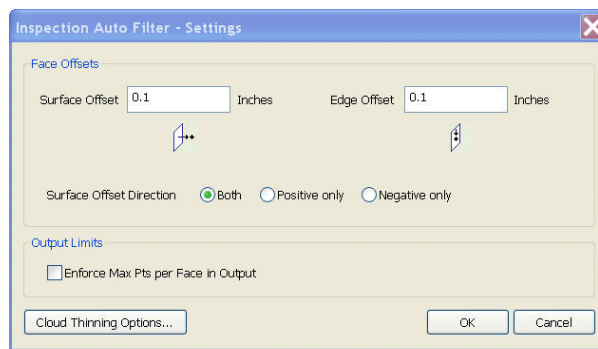 Inspection Auto Filter - Settings
Face Offsets
Surface Offset 0.1 Inches Edge Offset 0.1 Inches
Surface Offset Direction Both Positive only Negative only
Output Limits
Enforce Max Pts per Face in Output
Cloud Thinning Options... OK Cancel